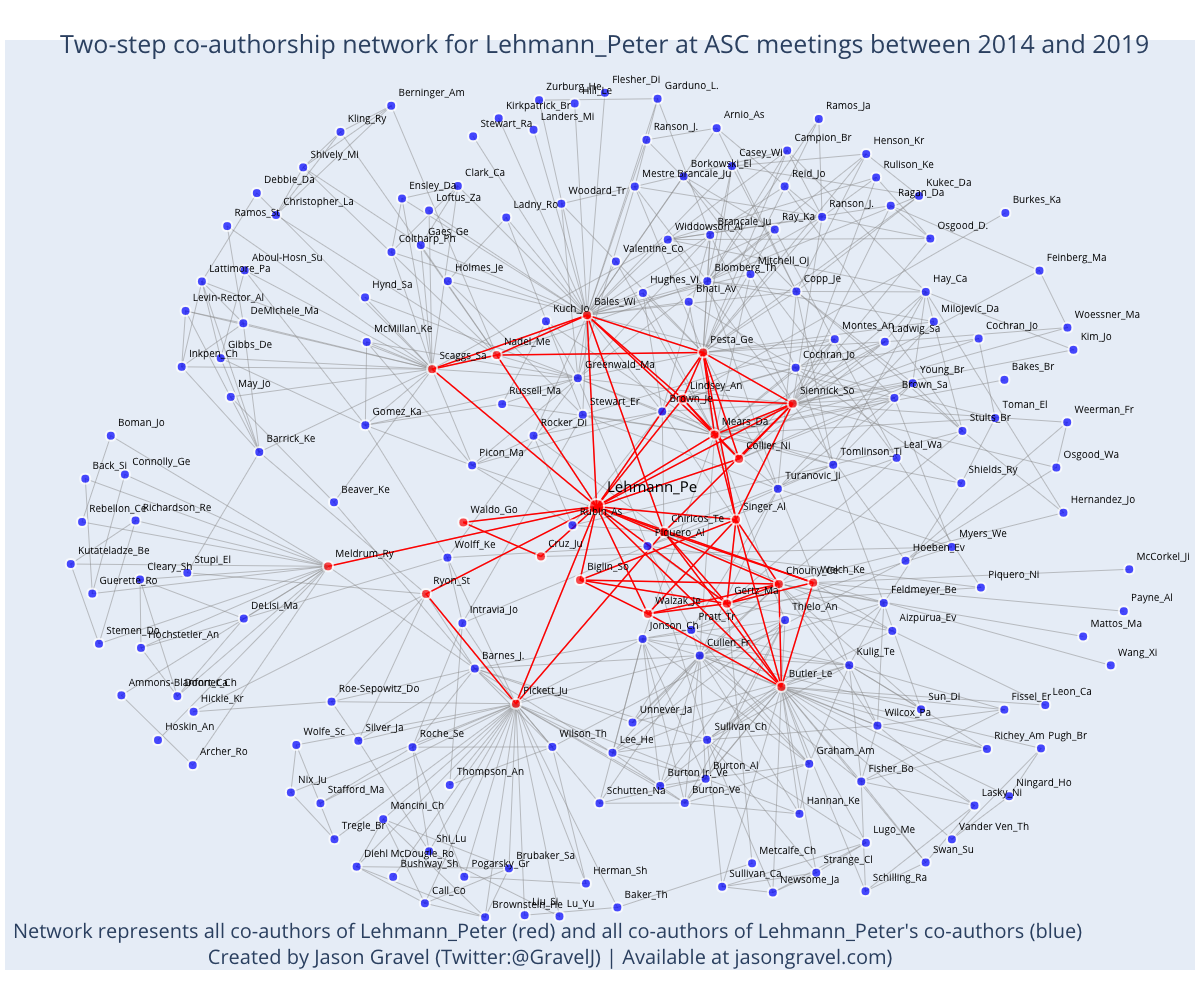 Two-step co-authorship network for Lehmann_Peter at ASC meetings between 2014 and 2019
Flesher_Di
Zurburg_He
Hill_Le
Garduno_L.
Berninger_Am
Kirkpatrick_Br
Landers_Mi
Ramos_Ja
Kling_Ry
Stewart_Ra
Ranson_J.
Arnio_As
Campion_Br
Henson_Kr
Shively_Mi
Casey_Wi
Borkowski_El
Rulison_Ke
Debbie_Da
Ensley_Da
Clark_Ca
Woodard_Tr
Mestre
Brancale_Ju
Reid_Jo
Kukec_Da
Christopher_La
Loftus_Za
Ladny_Ro
Ranson_J.
Ragan_Da
Burkes_Ka
Ramos_St
Gaes_Ge
Coltharp_Ph
Widdowson_Al
Brancale_Ju
Ray_Ka
Osgood_D.
Aboul-Hosn_Su
Valentine_Co
Lattimore_Pa
Holmes_Je
Blomberg_Th
Mitchell_Oj
Feinberg_Ma
Levin-Rector_Al
Hynd_Sa
Hughes_Vi
Bhati_Av
Copp_Je
Hay_Ca
DeMichele_Ma
Kuch_Jo
Bales_Wi
Milojevic_Da
Woessner_Ma
McMillan_Ke
Montes_An
Ladwig_Sa
Cochran_Jo
Kim_Jo
Gibbs_De
Nadel_Me
Pesta_Ge
Inkpen_Ch
Scaggs_Sa
Greenwald_Ma
Cochran_Jo
May_Jo
Russell_Ma
Lindsey_An
Siennick_So
Young_Br
Brown_Sa
Bakes_Br
Gomez_Ka
Stewart_Er
Brown_Je
Toman_El
Weerman_Fr
Boman_Jo
Barrick_Ke
Rocker_Di
Mears_Da
Stults_Br
Connolly_Ge
Picon_Ma
Collier_Ni
Tomlinson_Ti
Leal_Wa
Osgood_Wa
Back_Si
Turanovic_Ji
Shields_Ry
Beaver_Ke
Lehmann_Pe
Rebellon_Ce
Richardson_Re
Waldo_Go
Rubin_As
Chiricos_Te
Singer_Al
Hernandez_Jo
Kutateladze_Be
Cleary_Sh
Stupi_El
Meldrum_Ry
Wolff_Ke
Cruz_Ju
Piquero_Al
Hoeben_Ev
Myers_We
McCorkel_Ji
Guerette_Ro
Ryon_St
Biglin_So
Chouhy_Ce
Welch_Ke
Piquero_Ni
DeLisi_Ma
Walzak_Je
Gertz_Ma
Feldmeyer_Be
Payne_Al
Stemen_Do
Hochstetler_An
Intravia_Jo
Jonson_Ch
Pratt_Tr
Thielo_An
Aizpurua_Ev
Mattos_Ma
Barnes_J.
Cullen_Fr
Kulig_Te
Wang_Xi
Roe-Sepowitz_Do
Pickett_Ju
Butler_Le
Hickle_Kr
Sun_Di
Fissel_Er
Leon_Ca
Hoskin_An
Wolfe_Sc
Silver_Ja
Roche_Se
Wilson_Th
Unnever_Ja
Lee_He
Sullivan_Ch
Wilcox_Pa
Richey_Am
Pugh_Br
Archer_Ro
Nix_Ju
Thompson_An
Burton_Jr._Ve
Burton_Al
Graham_Am
Fisher_Bo
Ningard_Ho
Stafford_Ma
Schutten_Na
Burton_Ve
Lasky_Ni
Tregle_Br
Mancini_Ch
Hannan_Ke
Vander Ven_Th
Shi_Lu
Lugo_Me
Diehl
McDougle_Ro
Brubaker_Sa
Metcalfe_Ch
Strange_Cl
Swan_Su
Bushway_Sh
Pogarsky_Gr
Herman_Sh
Sullivan_Ca
Newsome_Ja
Schilling_Ra
Call_Co
Brownstein_He
Lu_Yu
Baker_Th
Network represents all co-authors of Lehmann_Peter (red) and all co-authors of Lehmann_Peter's co-authors (blue)
Created by Jason Gravel (Twitter:@GravelJ) | Available at jasongravel.com)